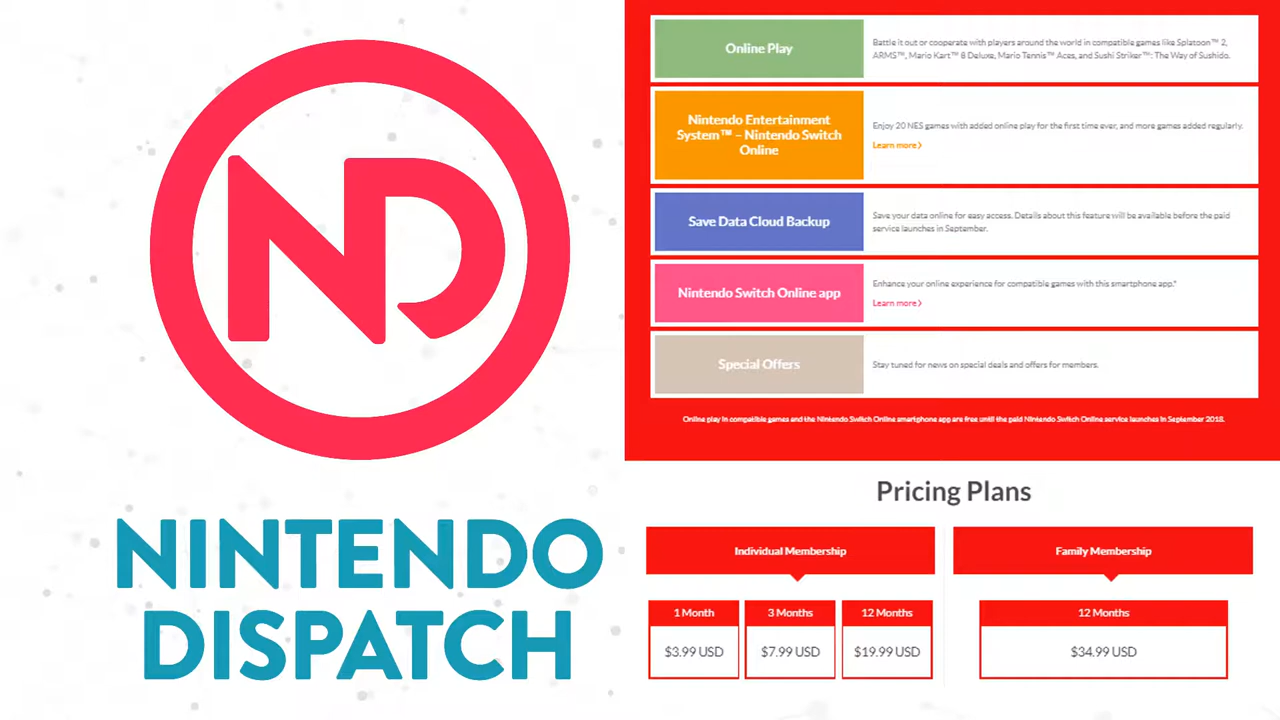 ND
NINTENDO
DISPATCH
Online Play
Battle it out or cooperate with players around the world in compatible games like Splatoon™ 2,
ARMS™, Mario Kart™ 8 Deluxe, Mario Tennis™ Aces, and Sushi Striker™: The Way of Sushido.
Nintendo Entertainment
System™ – Nintendo Switch
Online
Enjoy 20 NES games with added online play for the first time ever, and more games added regularly.
Learn more
Save Data Cloud Backup
Save your data online for easy access. Details about this feature will be available before the paid
service launches in September.
Nintendo Switch Online app
Enhance your online experience for compatible games with this smartphone app.*
Learn more
Special Offers
Stay tuned for news on special deals and offers for members.
Online play in compatible games and the Nintendo Switch Online smartphone app are free until the paid Nintendo Switch Online service launches in September 2018.
Pricing Plans
Individual Membership
Family Membership
1 Month
3 Months
12 Months
12 Months
$3.99 USD
$7.99 USD
$19.99 USD
$34.99 USD